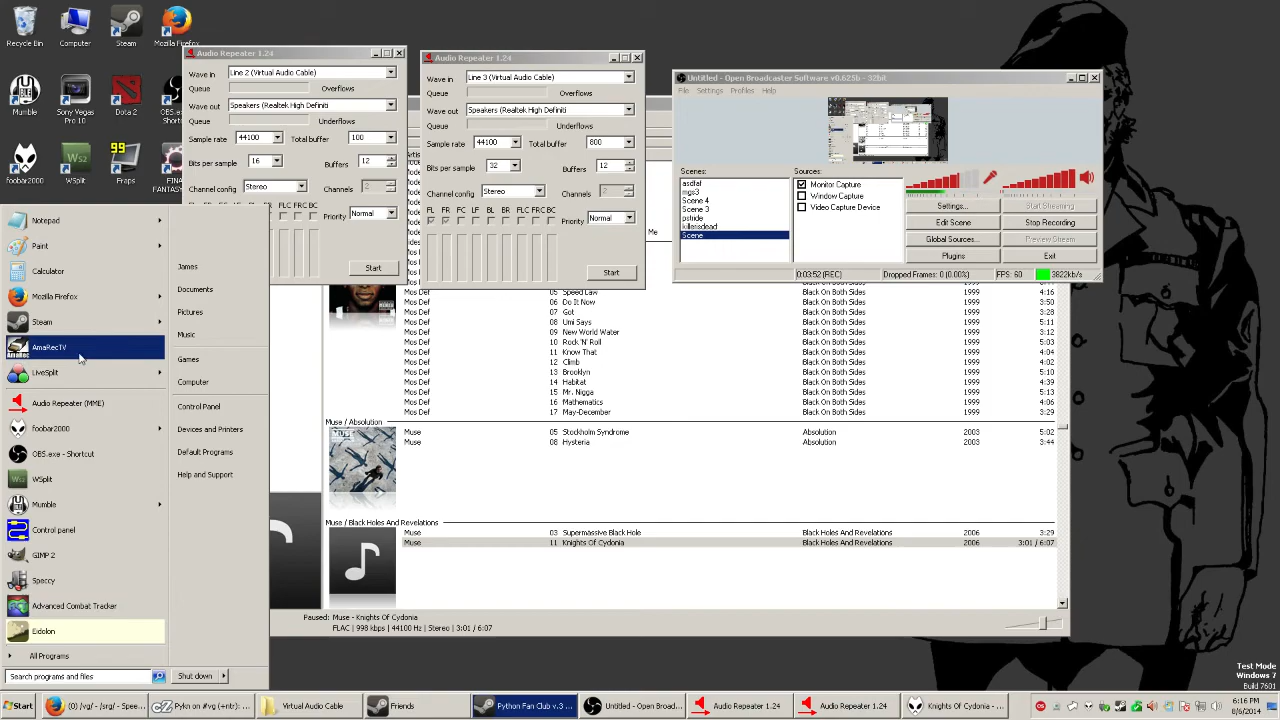 Recycle Bin
Computer
Steam
Mozilla Firefox
Mumble
Sony Vegas Pro 10
Dota 2
foobar2000
WSplit
99
Fraps
Audio Repeater 1.24
Wave in
Line 2 (Virtual Audio Cable)
Queue
Overflows
Wave out
Speakers (Realtek High Definiti
Queue
Underflows
Sample rate
44100
Total buffer
100
Bits per sample
16
Buffers
12
Channel config
Stereo
Channels
2
FLC FRC BC
Priority
Normal
Start
Audio Repeater 1.24
Wave in
Line 3 (Virtual Audio Cable)
Queue
Overflows
Wave out
Speakers (Realtek High Definiti
Queue
Underflows
Sample rate
44100
Total buffer
800
Bits per sample
32
Buffers
12
Channel config
Stereo
Channels
2
FL FR FC LF BL BR FLC FRC BC
Priority
Normal
Start
Me
Untitled - Open Broadcaster Software v0.625b - 32bit
File Settings Profiles Help
Scenes:
asdfaf
mgs3
Scene 4
Scene 3
pstride
killerisdead
Scene
Sources:
Monitor Capture
Window Capture
Video Capture Device
Settings...
Start Streaming
Edit Scene
Stop Recording
Global Sources...
Preview Stream
Plugins
Exit
0:03:52 (REC)
Dropped Frames: 0 (0.00%)
FPS: 60
3822kb/s
Notepad
Paint
Calculator
Mozilla Firefox
Steam
AmaRecTV
LiveSplit
Audio Repeater (MME)
foobar2000
OBS.exe - Shortcut
WSplit
Mumble
Control panel
GIMP 2
Speccy
Advanced Combat Tracker
Eidolon
All Programs
Search programs and files
James
Documents
Pictures
Music
Games
Computer
Control Panel
Devices and Printers
Default Programs
Help and Support
Shut down
Mos Def 05 Speed Law Black On Both Sides 1999 4:16
Mos Def 06 Do It Now Black On Both Sides 1999 3:50
Mos Def 07 Got Black On Both Sides 1999 3:28
Mos Def 08 Umi Says Black On Both Sides 1999 5:11
Mos Def 09 New World Water Black On Both Sides 1999 3:12
Mos Def 10 Rock 'N' Roll Black On Both Sides 1999 5:02
Mos Def 11 Know That Black On Both Sides 1999 4:04
Mos Def 12 Climb Black On Both Sides 1999 4:02
Mos Def 13 Brooklyn Black On Both Sides 1999 5:10
Mos Def 14 Habitat Black On Both Sides 1999 4:39
Mos Def 15 Mr. Nigga Black On Both Sides 1999 5:12
Mos Def 16 Mathematics Black On Both Sides 1999 4:06
Mos Def 17 May-December Black On Both Sides 1999 3:29
Muse / Absolution
Muse 05 Stockholm Syndrome Absolution 2003 5:02
Muse 08 Hysteria Absolution 2003 3:44
Muse / Black Holes And Revelations
Muse 03 Supermassive Black Hole Black Holes And Revelations 2006 3:29
Muse 11 Knights Of Cydonia Black Holes And Revelations 2006 3:01 / 6:07
Paused: Muse - Knights Of Cydonia
FLAC | 998 kbps | 44100 Hz | Stereo | 3:01 / 6:07
Test Mode
Windows 7
Build 7601
Start
(0) /vg/ - /srg/ - Spee...
Pykn on #vg (+ntr): ...
Virtual Audio Cable
Friends
Python Fan Club v.3 ...
Untitled - Open Broad...
Audio Repeater 1.24
Audio Repeater 1.24
Knights Of Cydonia - ...
6:16 PM
8/6/2014